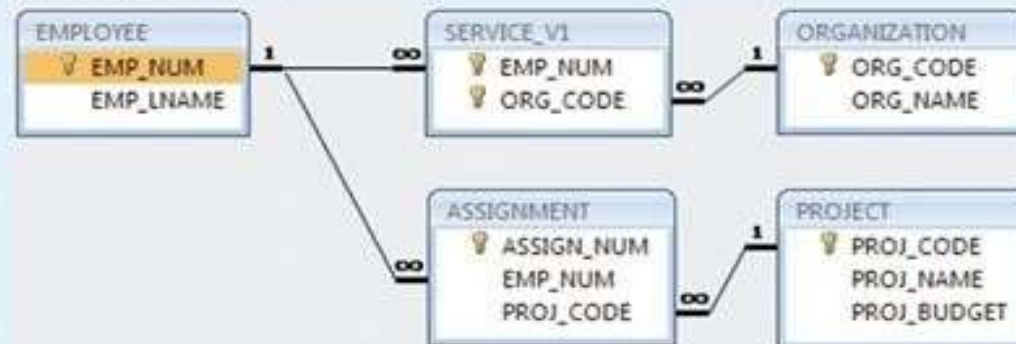 EMPLOYEE
EMP_NUM
EMP_LNAME
1
∞
SERVICE_V1
EMP_NUM
ORG_CODE
∞
1
ORGANIZATION
ORG_CODE
ORG_NAME
∞
ASSIGNMENT
ASSIGN_NUM
EMP_NUM
PROJ_CODE
∞
1
PROJECT
PROJ_CODE
PROJ_NAME
PROJ_BUDGET